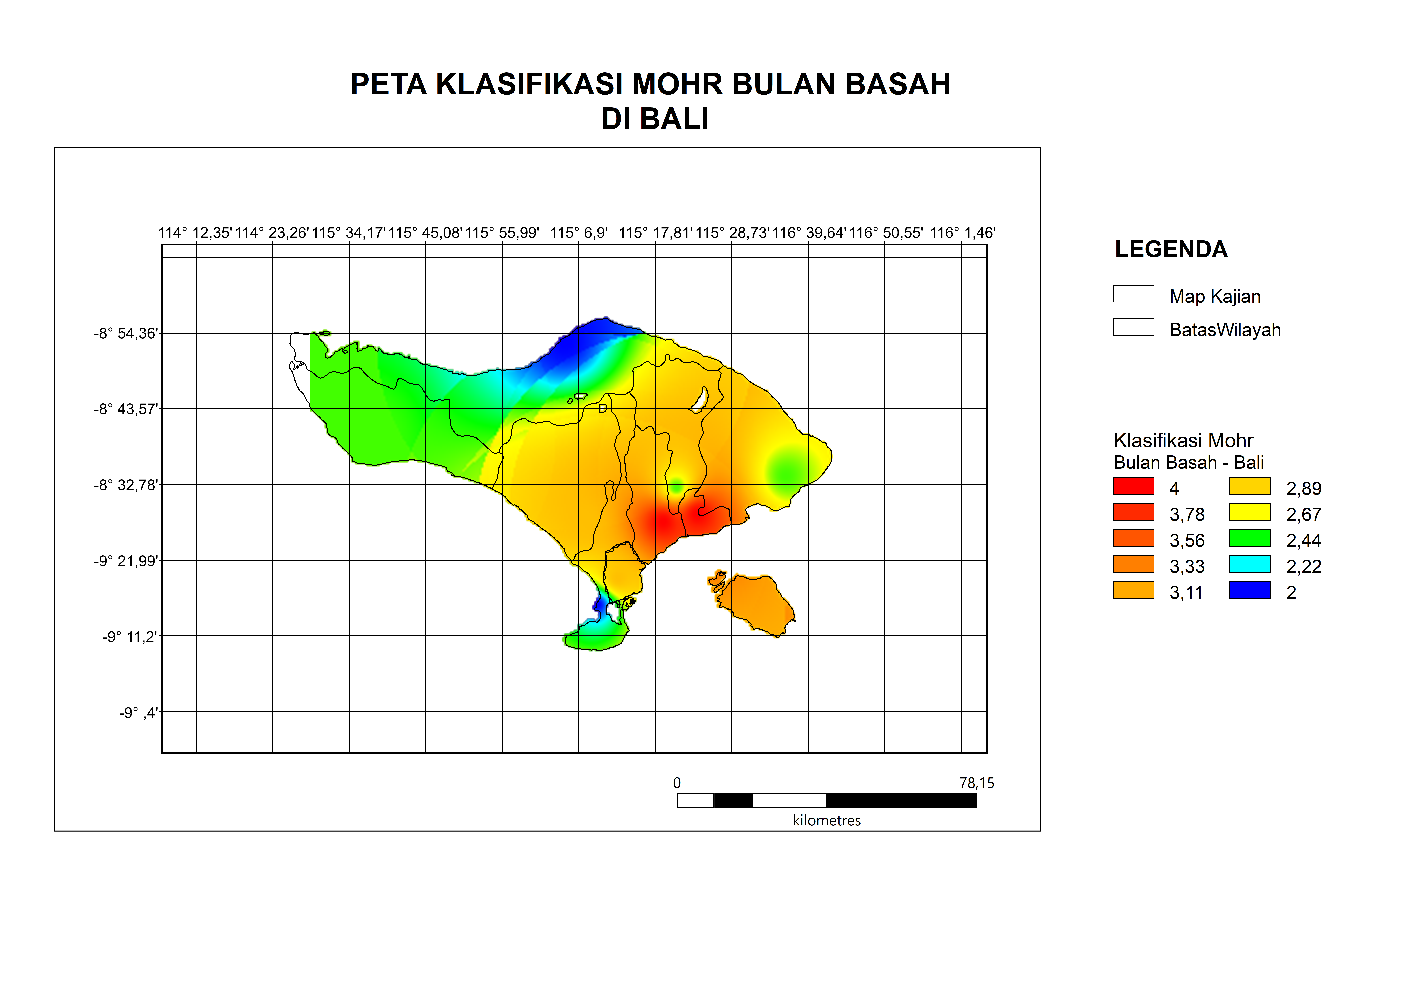 PETA KLASIFIKASI MOHR BULAN BASAH
DI BALI
114° 12,35' 114° 23,26' 115° 34,17' 115° 45,08' 115° 55,99' 115° 6,9' 115° 17,81' 115° 28,73' 116° 39,64' 116° 50,55' 116° 1,46'
-8° 54,36'
-8° 43,57'
-8° 32,78'
-9° 21,99'
-9° 11,2'
-9° ,4'
0 78,15
kilometres
LEGENDA
Map Kajian
BatasWilayah
Klasifikasi Mohr
Bulan Basah - Bali
4 2,89
3,78 2,67
3,56 2,44
3,33 2,22
3,11 2